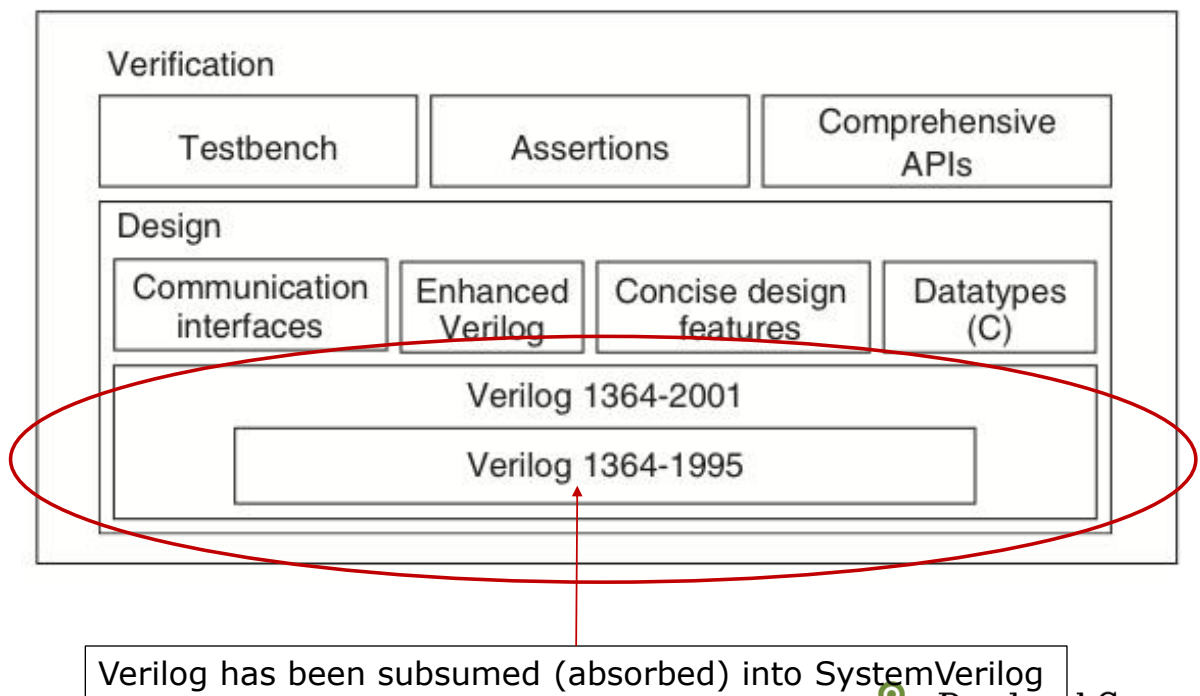 Verification
Testbench
Assertions
Comprehensive
APIs
Design
Communication
interfaces
Enhanced
Verilog
Concise design
features
Datatypes
(C)
Verilog 1364-2001
Verilog 1364-1995
Verilog has been subsumed (absorbed) into SystemVerilog